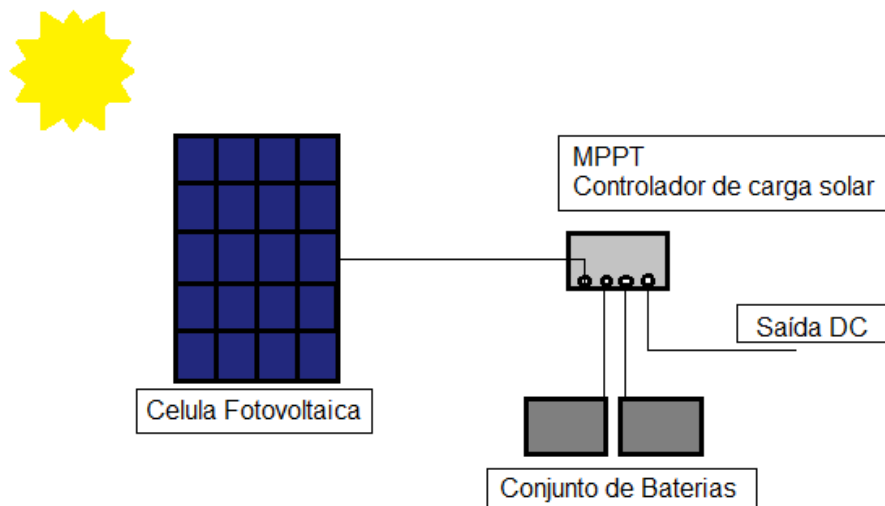 MPPT
Controlador de carga solar
Saída DC
Celula Fotovoltaica
Conjunto de Baterias